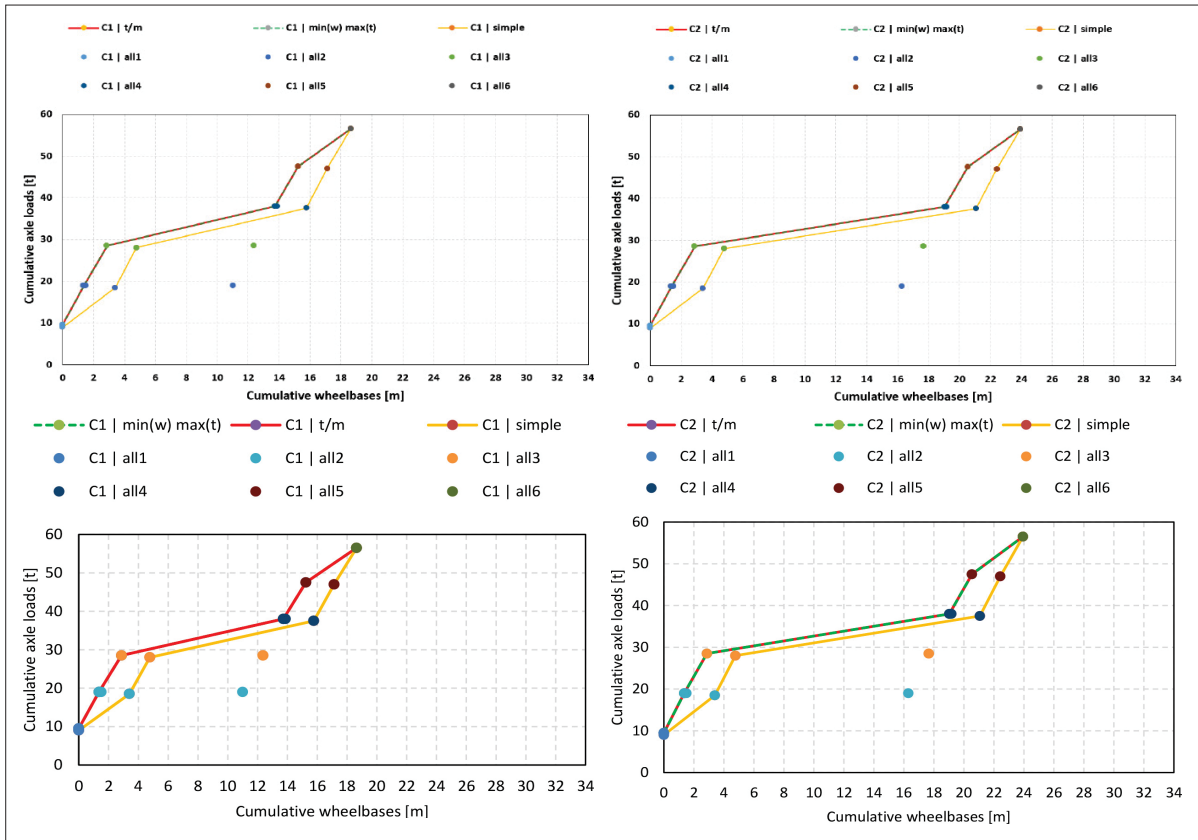 C1 | t/m C1 | min(w) max(t) C1 | simple
C1 | all1 C1 | all2 C1 | all3
C1 | all4 C1 | all5 C1 | all6
Cumulative axle loads [t]
60
50
40
30
20
10
0
0 2 4 6 8 10 12 14 16 18 20 22 24 26 28 30 32 34
Cumulative wheelbases [m]
C2 | t/m C2 | min(w) max(t) C2 | simple
C2 | all1 C2 | all2 C2 | all3
C2 | all4 C2 | all5 C2 | all6
Cumulative axle loads [t]
60
50
40
30
20
10
0
0 2 4 6 8 10 12 14 16 18 20 22 24 26 28 30 32 34
Cumulative wheelbases [m]
C1 | min(w) max(t) C1 | t/m C1 | simple
C1 | all1 C1 | all2 C1 | all3
C1 | all4 C1 | all5 C1 | all6
Cumulative axle loads [t]
60
50
40
30
20
10
0
0 2 4 6 8 10 12 14 16 18 20 22 24 26 28 30 32 34
Cumulative wheelbases [m]
C2 | t/m C2 | min(w) max(t) C2 | simple
C2 | all1 C2 | all2 C2 | all3
C2 | all4 C2 | all5 C2 | all6
Cumulative axle loads [t]
60
50
40
30
20
10
0
0 2 4 6 8 10 12 14 16 18 20 22 24 26 28 30 32 34
Cumulative wheelbases [m]